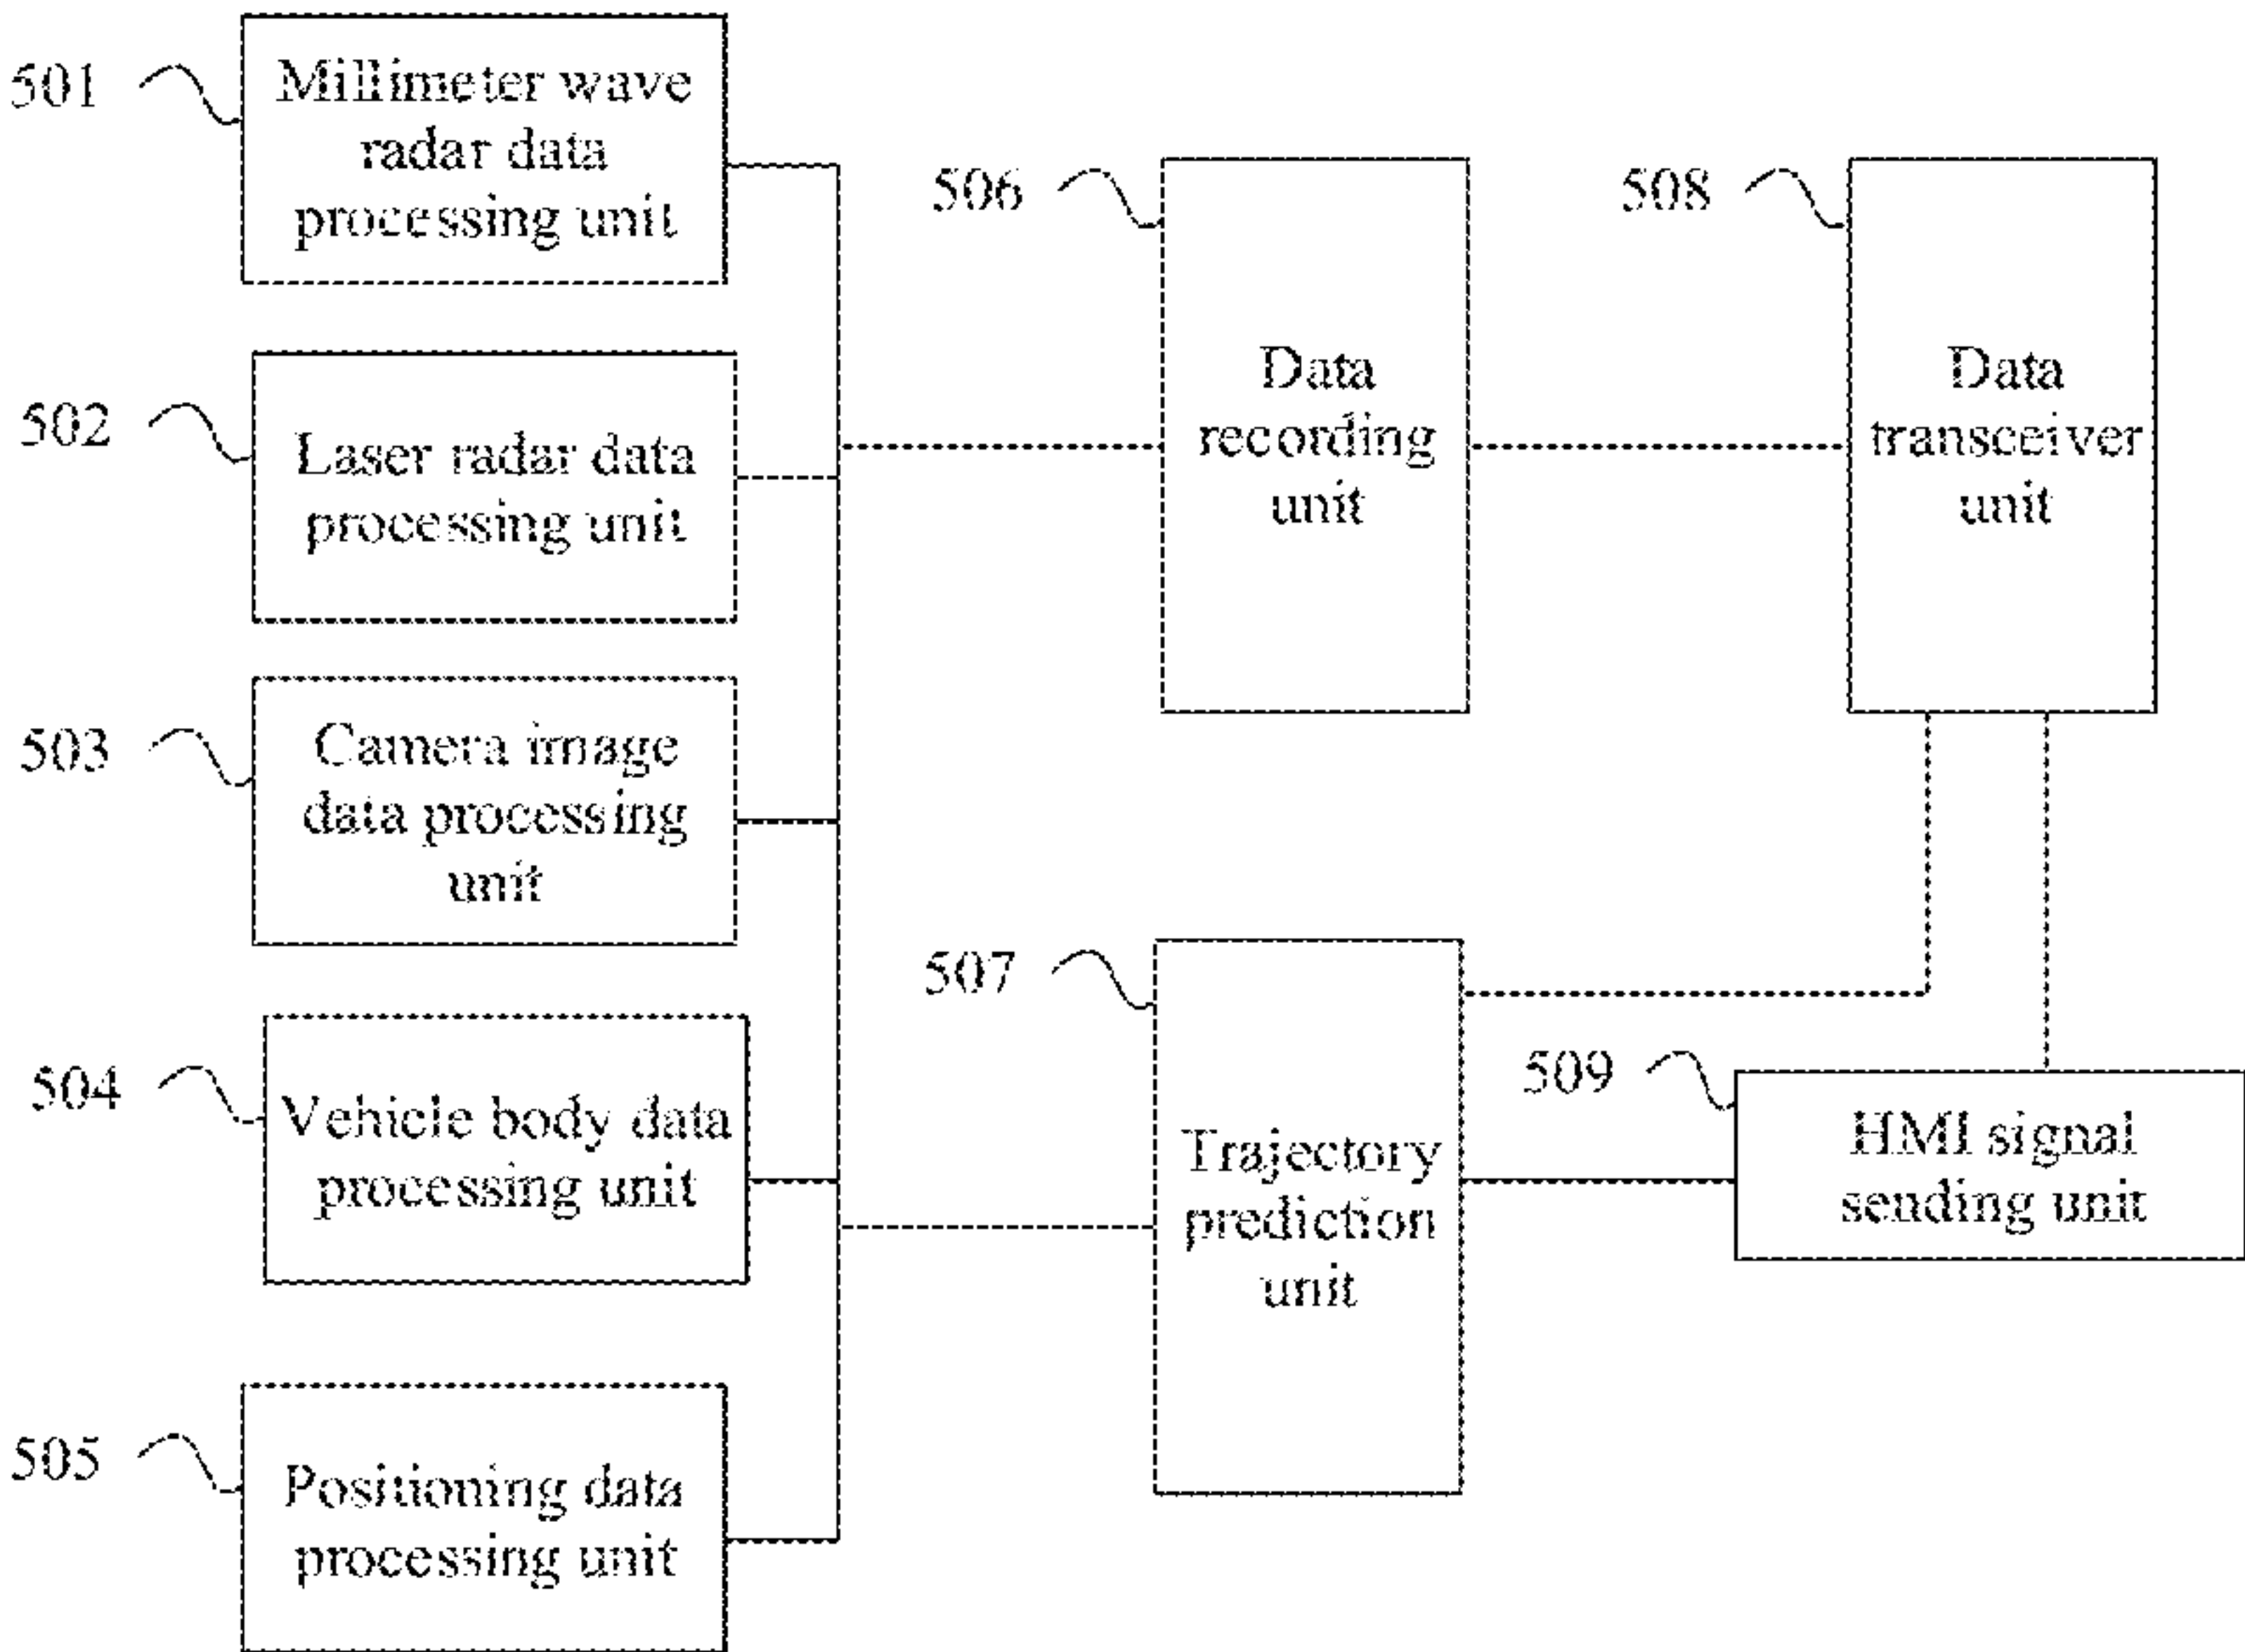 501
Millimeter wave
radar data
processing unit
502
Laser radar data
processing unit
503
Camera image
data processing
unit
504
Vehicle body data
processing unit
505
Positioning data
processing unit
506
Data
recording
unit
507
Trajectory
prediction
unit
508
Data
transceiver
unit
509
HMI signal
sending unit